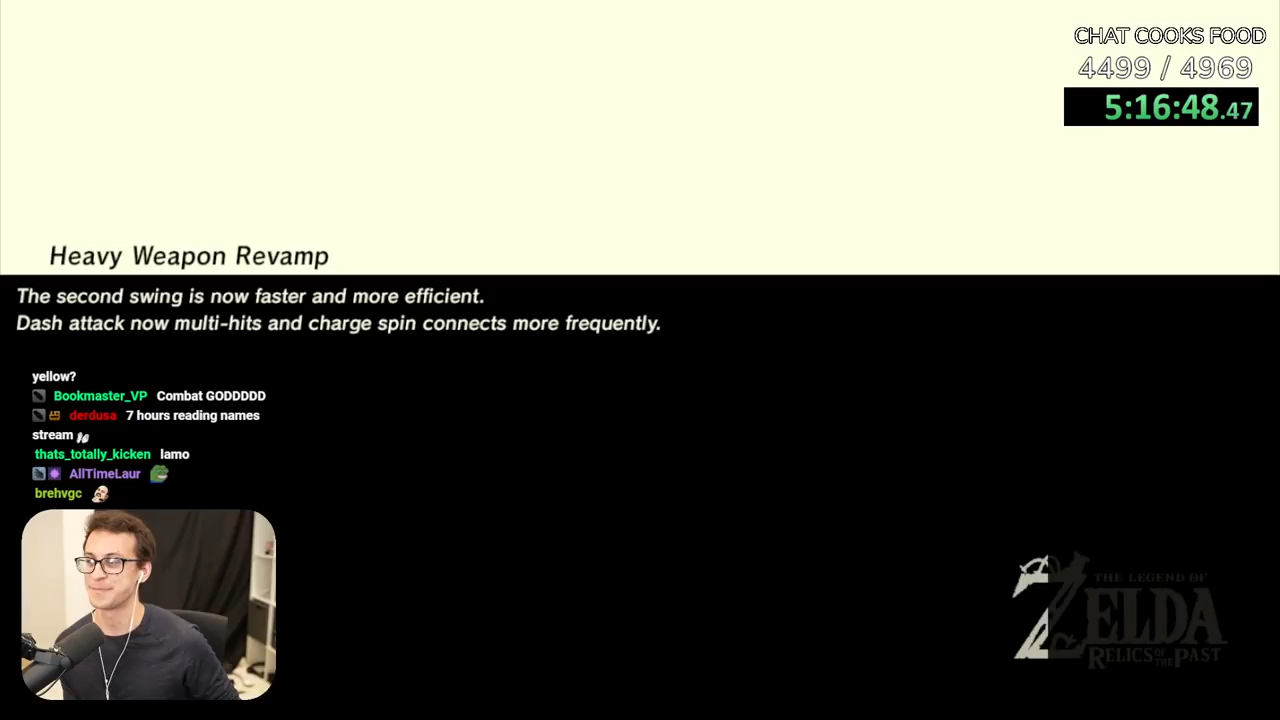 CHAT COOKS FOOD
4499 / 4969
5:16:48.47
Heavy Weapon Revamp
The second swing is now faster and more efficient.
Dash attack now multi-hits and charge spin connects more frequently.
yellow?
Bookmaster_VP Combat GODDDDD
derdusa 7 hours reading names
stream
thats_totally_kicken lamo
AllTimeLaur
brehvgc
THE LEGEND OF
ZELDA
RELICS OF THE PAST